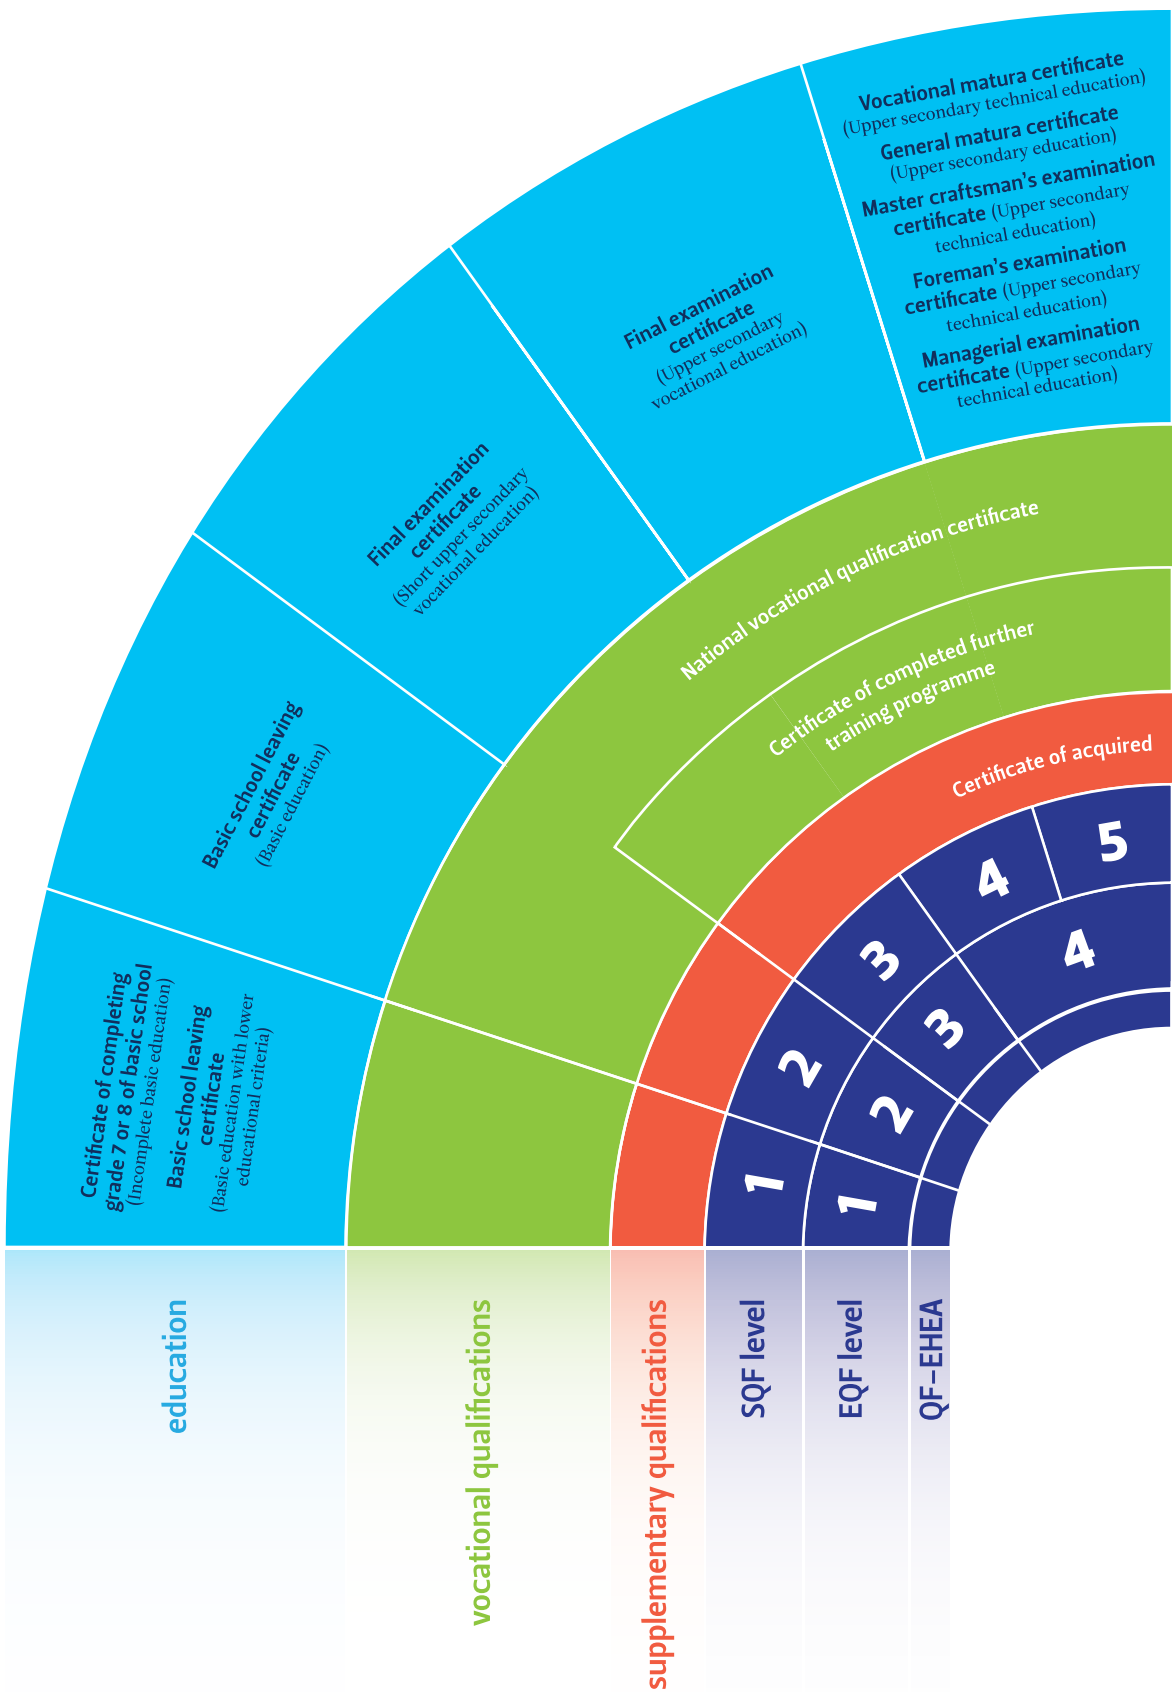 Vocational matura certificate
(Upper secondary technical education)
General matura certificate
(Upper secondary education)
Master craftsman’s examination
certificate (Upper secondary
technical education)
Foreman’s examination
certificate (Upper secondary
technical education)
Managerial examination
certificate (Upper secondary
technical education)
Final examination
certificate
(Upper secondary
vocational education)
Final examination
certificate
(Short upper secondary
vocational education)
Basic school leaving
certificate
(Basic education)
Certificate of completing
grade 7 or 8 of basic school
(Incomplete basic education)
Basic school leaving
certificate
(Basic education with lower
educational criteria)
National vocational qualification certificate
Certificate of completed further
training programme
Certificate of acquired
1
2
3
4
5
1
2
3
4
education
vocational qualifications
supplementary qualifications
SQF level
EQF level
QF–EHEA